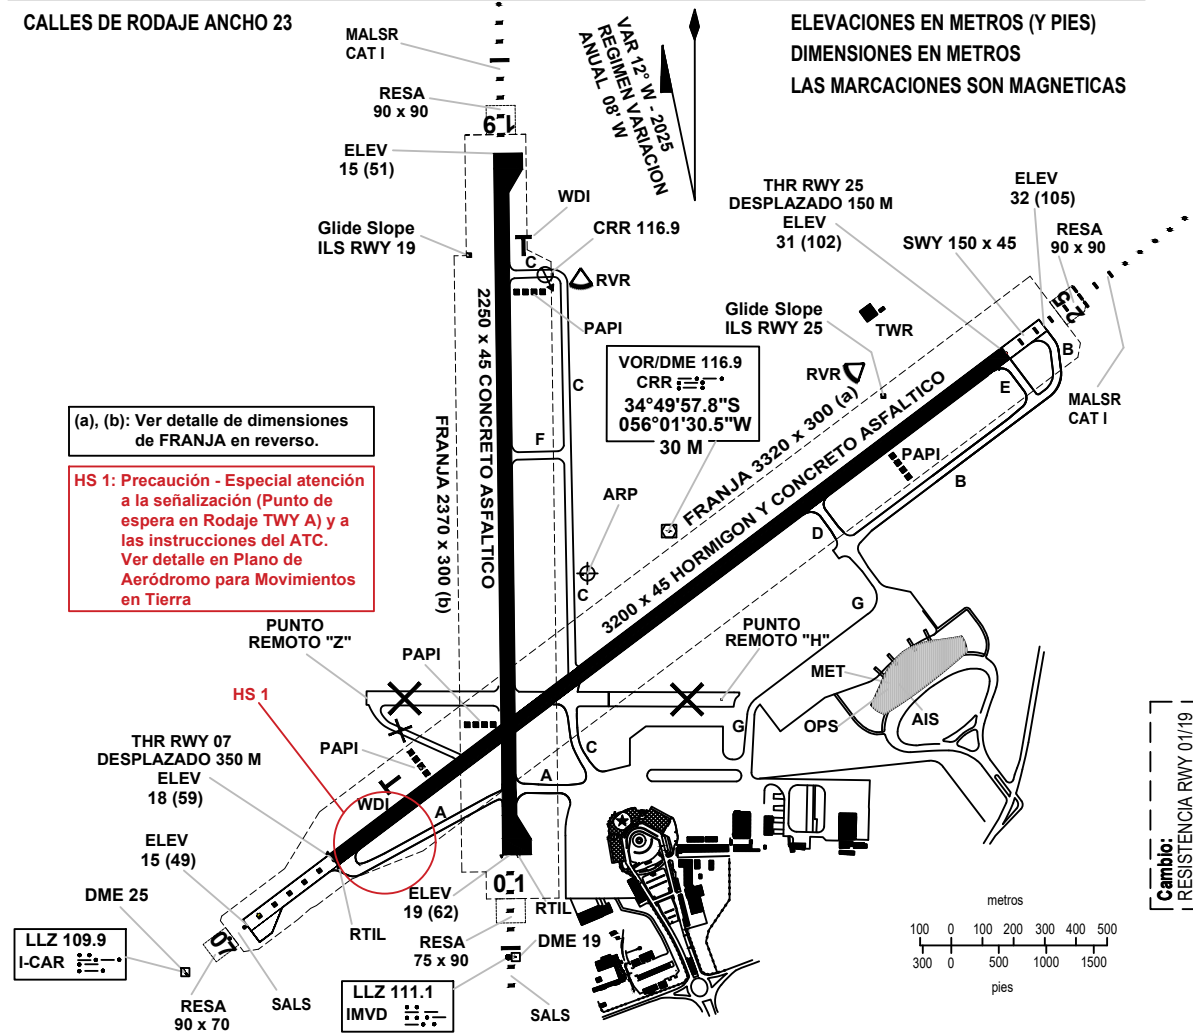 CALLES DE RODAJE ANCHO 23
ELEVACIONES EN METROS (Y PIES)
DIMENSIONES EN METROS
LAS MARCACIONES SON MAGNETICAS
MALSR
CAT I
VAR 12° W - 2025
REGIMEN VARIACION
ANUAL 08' W
RESA
90 x 90
19
ELEV
15 (51)
WDI
CRR 116.9
Glide Slope
ILS RWY 19
C
RVR
PAPI
THR RWY 25
DESPLAZADO 150 M
ELEV
31 (102)
ELEV
32 (105)
SWY 150 x 45
RESA
90 x 90
25
Glide Slope
ILS RWY 25
TWR
RVR
B
E
MALSR
CAT I
VOR/DME 116.9
CRR
34°49'57.8"S
056°01'30.5"W
30 M
2250 x 45 CONCRETO ASFALTICO
FRANJA 2370 x 300 (b)
C
F
(a), (b): Ver detalle de dimensiones
de FRANJA en reverso.
HS 1: Precaución - Especial atención
a la señalización (Punto de
espera en Rodaje TWY A) y a
las instrucciones del ATC.
Ver detalle en Plano de
Aeródromo para Movimientos
en Tierra
FRANJA 3320 x 300 (a)
3200 x 45 HORMIGON Y CONCRETO ASFALTICO
PAPI
B
ARP
D
C
G
PUNTO
REMOTO "Z"
PAPI
PUNTO
REMOTO "H"
MET
OPS
AIS
HS 1
G
C
THR RWY 07
DESPLAZADO 350 M
ELEV
18 (59)
PAPI
WDI
A
A
ELEV
15 (49)
DME 25
07
LLZ 109.9
I-CAR
RESA
90 x 70
SALS
RTIL
ELEV
19 (62)
01
RTIL
RESA
75 x 90
DME 19
LLZ 111.1
IMVD
SALS
metros
100 0 100 200 300 400 500
300 0 500 1000 1500
pies
Cambio:
RESISTENCIA RWY 01/19